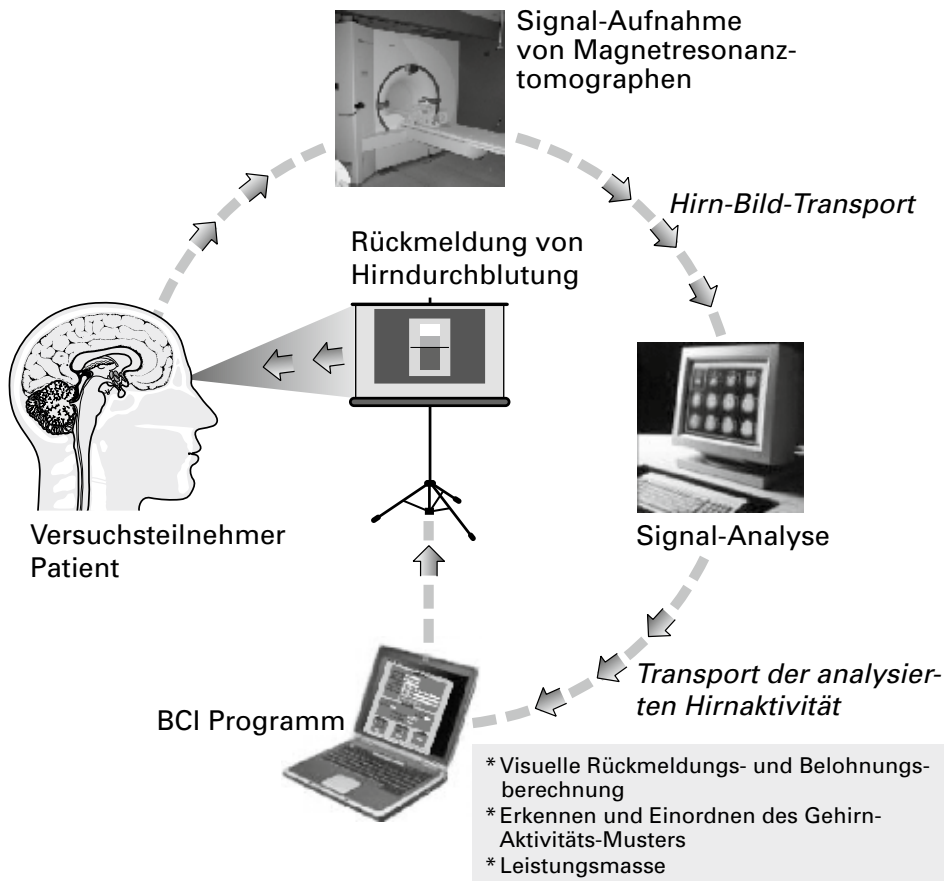 Signal-Aufnahme
von Magnetresonanz-
tomographen
Hirn-Bild-Transport
Rückmeldung von
Hirndurchblutung
Versuchsteilnehmer
Patient
Signal-Analyse
Transport der analysier-
ten Hirnaktivität
BCI Programm
* Visuelle Rückmeldungs- und Belohnungs-
berechnung
* Erkennen und Einordnen des Gehirn-
Aktivitäts-Musters
* Leistungsmasse